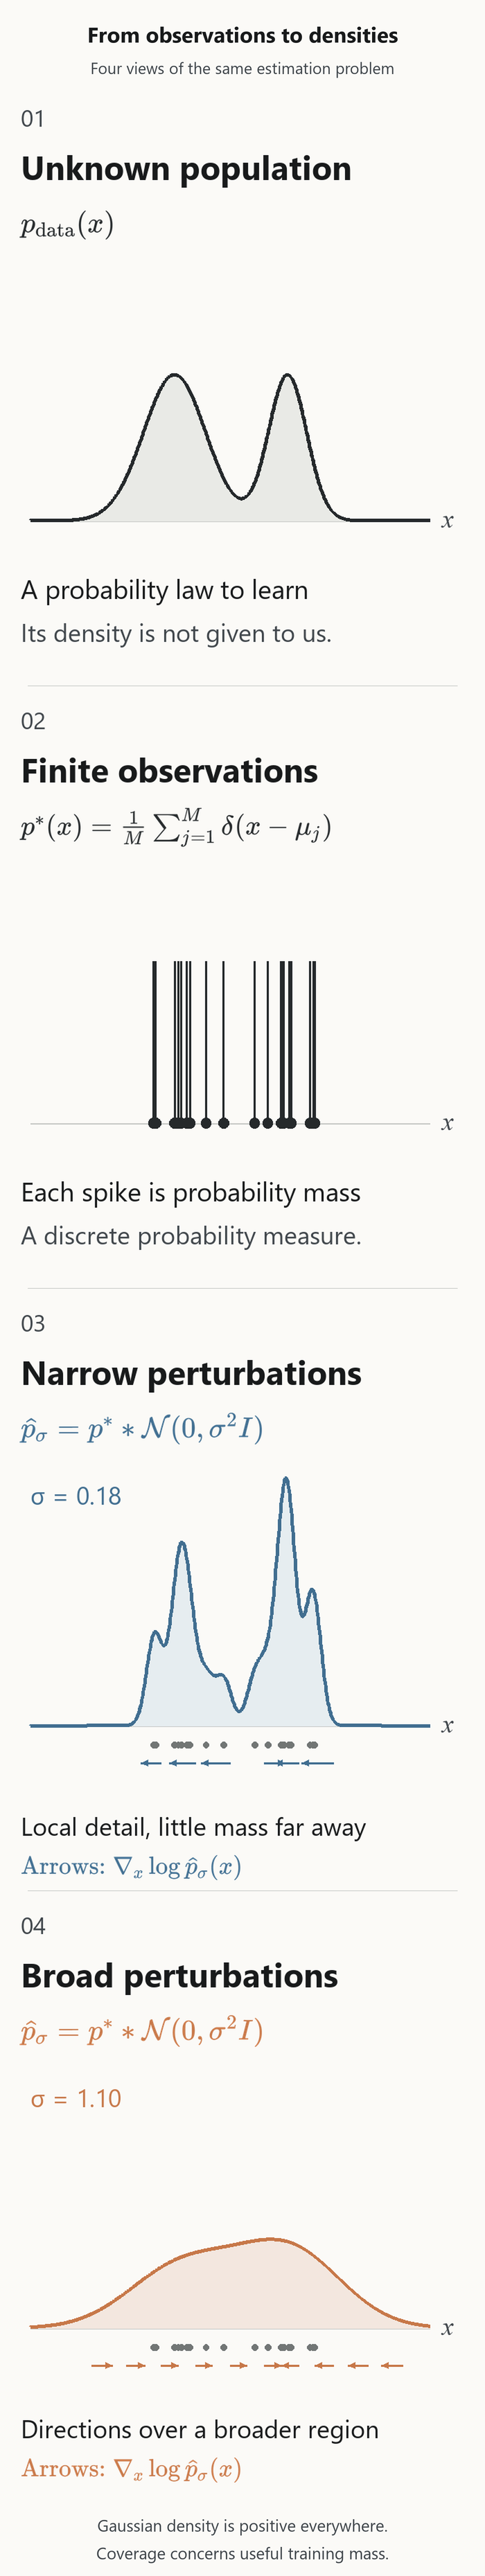 From observations to densities
Four views of the same estimation problem
01
Unknown population
p_data(x)
x
A probability law to learn
Its density is not given to us.
02
Finite observations
p*(x) = 1/M ∑_{j=1}^{M} δ(x − μ_j)
x
Each spike is probability mass
A discrete probability measure.
03
Narrow perturbations
p̂_σ = p* ∗ 𝒩(0, σ²I)
σ = 0.18
x
Local detail, little mass far away
Arrows: ∇_x log p̂_σ(x)
04
Broad perturbations
p̂_σ = p* ∗ 𝒩(0, σ²I)
σ = 1.10
x
Directions over a broader region
Arrows: ∇_x log p̂_σ(x)
Gaussian density is positive everywhere.
Coverage concerns useful training mass.